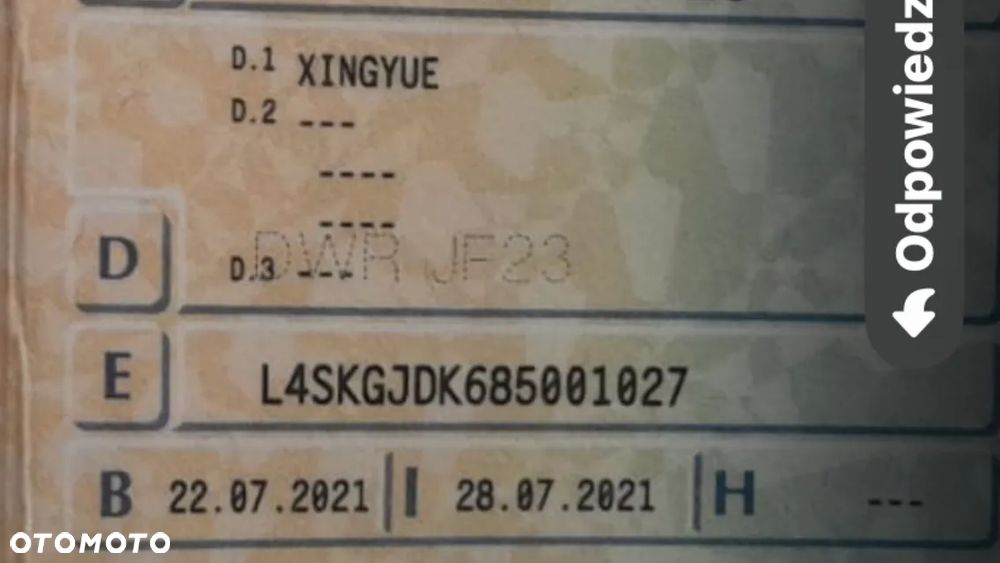 D.1 XINGYUE
D.2 ---
----
----
D
D.3 ---
DWR JF23
E L4SKGJDK685001027
B 22.07.2021 I 28.07.2021 H ---
Odpowiedz
OTOMOTO